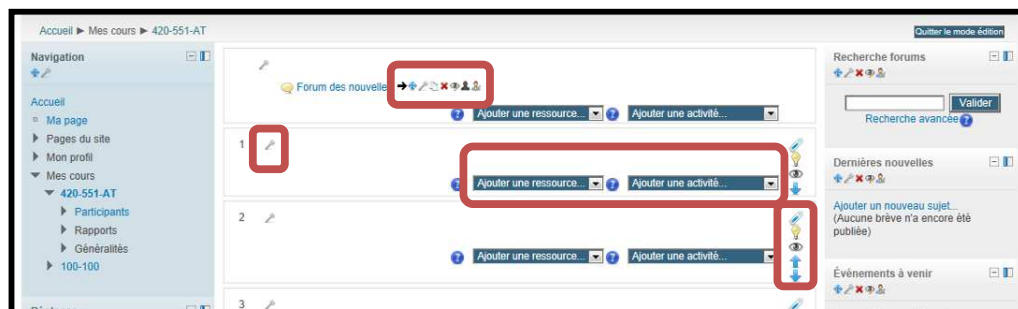 Accueil ► Mes cours ► 420-551-AT
Quitter le mode édition
Navigation
Accueil
Ma page
Pages du site
Mon profil
Mes cours
420-551-AT
Participants
Rapports
Généralités
100-100
Forum des nouvelles
Ajouter une ressource...
Ajouter une activité...
1
Ajouter une ressource...
Ajouter une activité...
2
Ajouter une ressource...
Ajouter une activité...
3
Recherche forums
Valider
Recherche avancée
Dernières nouvelles
Ajouter un nouveau sujet...
(Aucune brève n'a encore été
publiée)
Évènements à venir